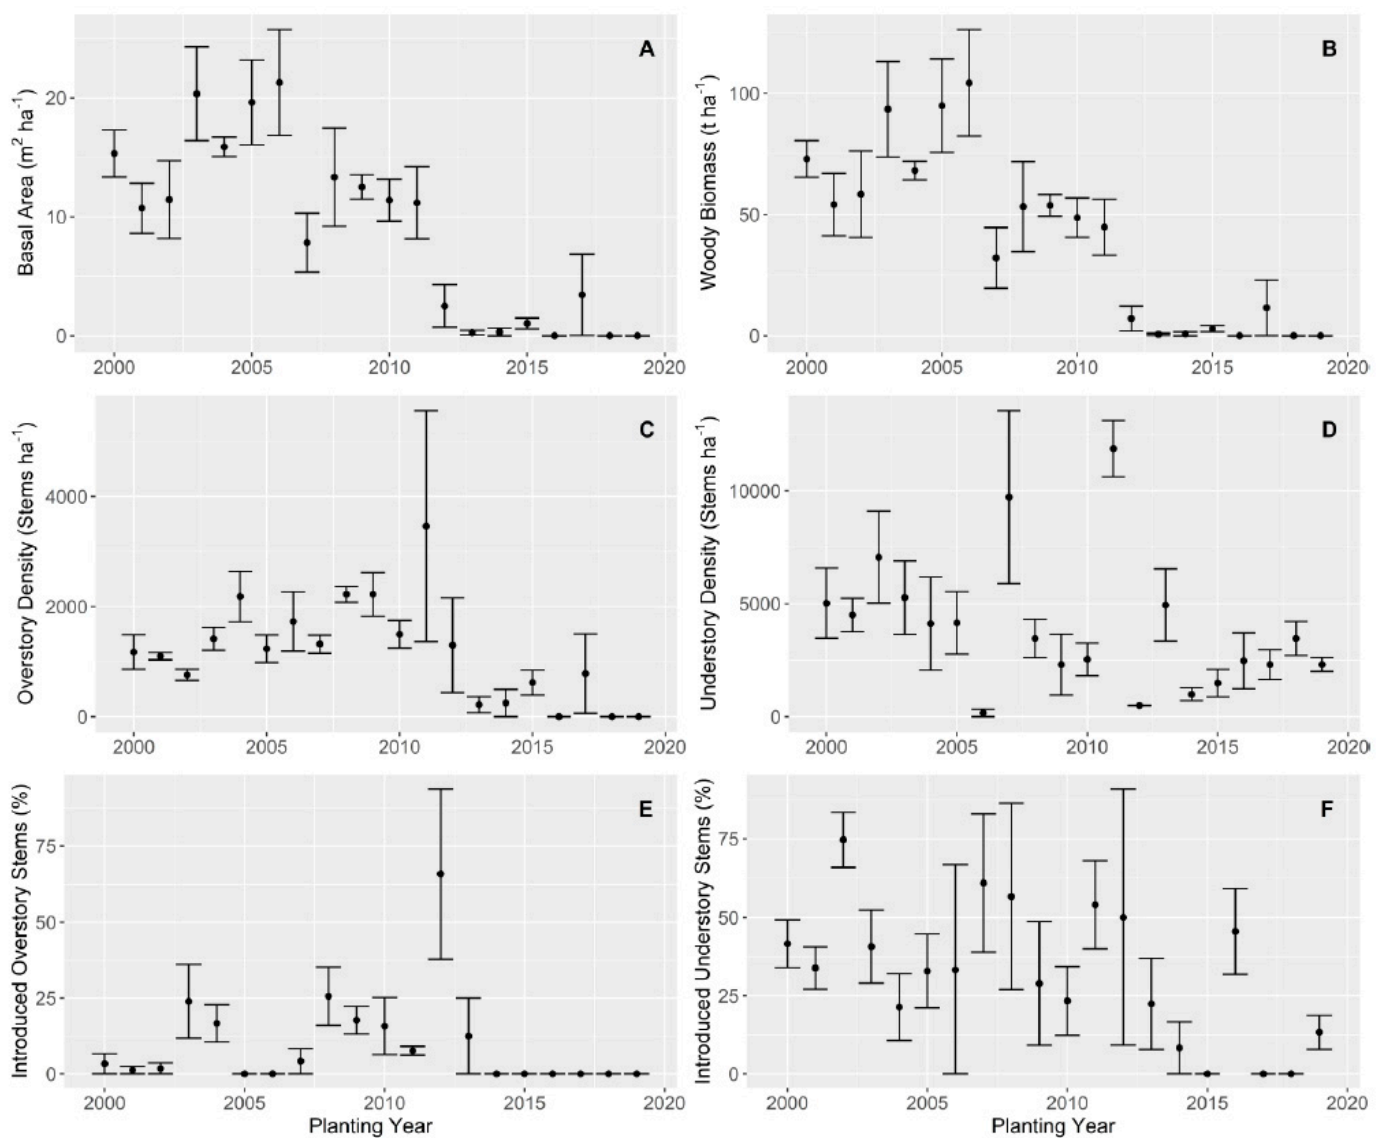 A
Basal Area (m² ha⁻¹)
20
10
0
2000 2005 2010 2015 2020
B
Woody Biomass (t ha⁻¹)
100
50
0
2000 2005 2010 2015 2020
C
Overstory Density (Stems ha⁻¹)
4000
2000
0
2000 2005 2010 2015 2020
D
Understory Density (Stems ha⁻¹)
10000
5000
0
2000 2005 2010 2015 2020
E
Introduced Overstory Stems (%)
75
50
25
0
2000 2005 2010 2015 2020
Planting Year
F
Introduced Understory Stems (%)
75
50
25
0
2000 2005 2010 2015 2020
Planting Year